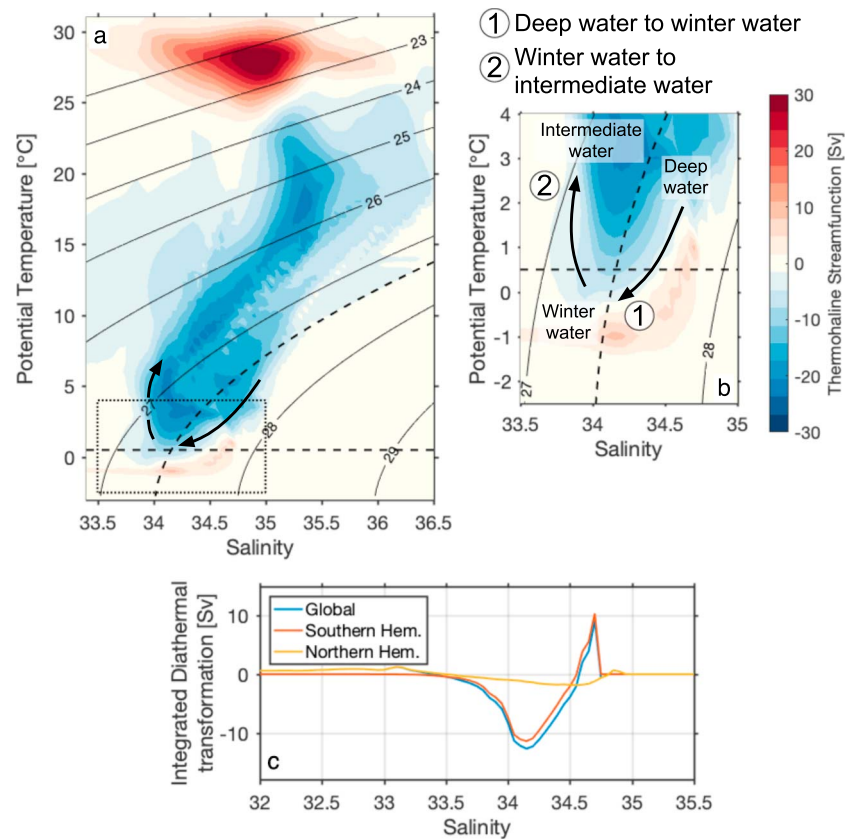 a
30
25
20
15
10
5
0
Potential Temperature [°C]
33.5 34 34.5 35 35.5 36 36.5
Salinity
23
24
25
26
27
28
29
1 Deep water to winter water
2 Winter water to
intermediate water
4
3
2
1
0
-1
-2
Potential Temperature [°C]
Intermediate
water
Deep
water
2
Winter
water
1
27
28
b
33.5 34 34.5 35
Salinity
30
20
10
0
-10
-20
-30
Thermohaline Streamfunction [Sv]
Integrated Diathermal
transformation [Sv]
10
0
-10
Global
Southern Hem.
Northern Hem.
c
32 32.5 33 33.5 34 34.5 35 35.5
Salinity